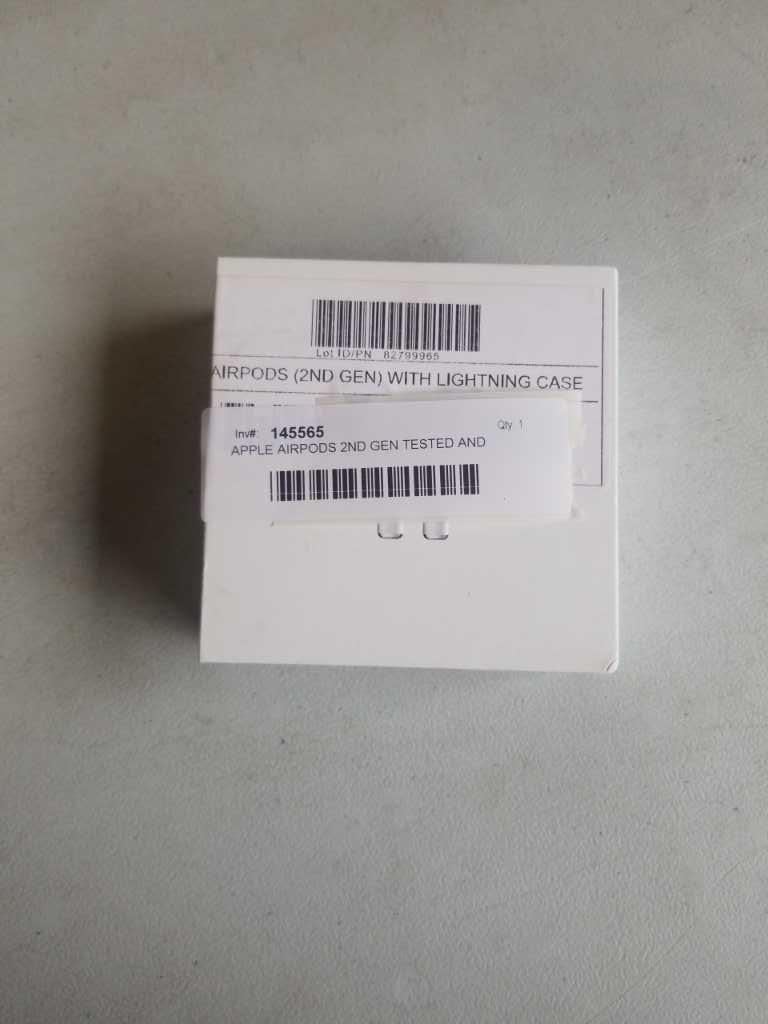 Lot ID/PN 82799965
AIRPODS (2ND GEN) WITH LIGHTNING CASE
Inv#: 145565
Qty 1
APPLE AIRPODS 2ND GEN TESTED AND